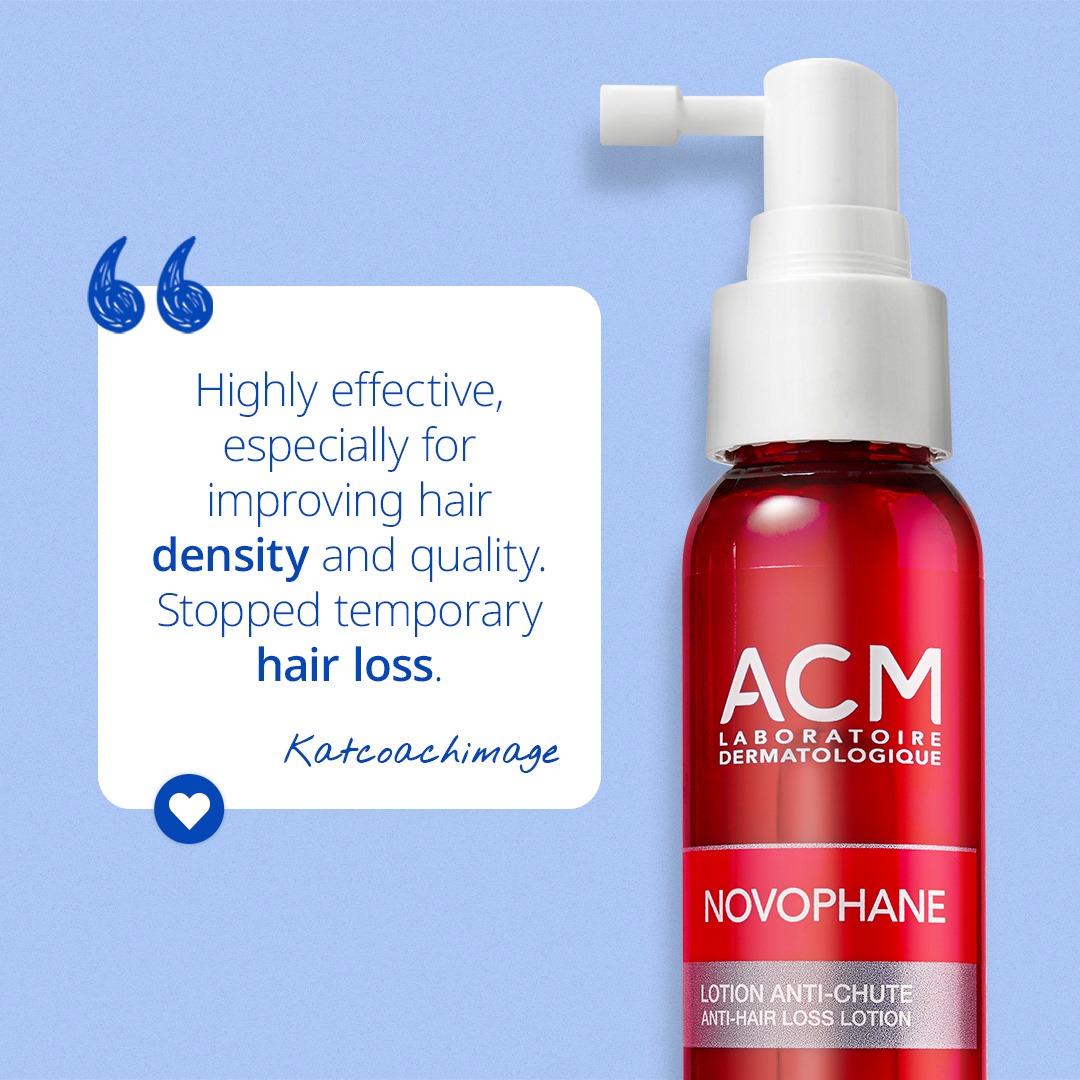 Highly effective,
especially for
improving hair
density and quality.
Stopped temporary
hair loss.
Katcoachimage
ACM
LABORATOIRE
DERMATOLOGIQUE
NOVOPHANE
LOTION ANTI-CHUTE
ANTI-HAIR LOSS LOTION